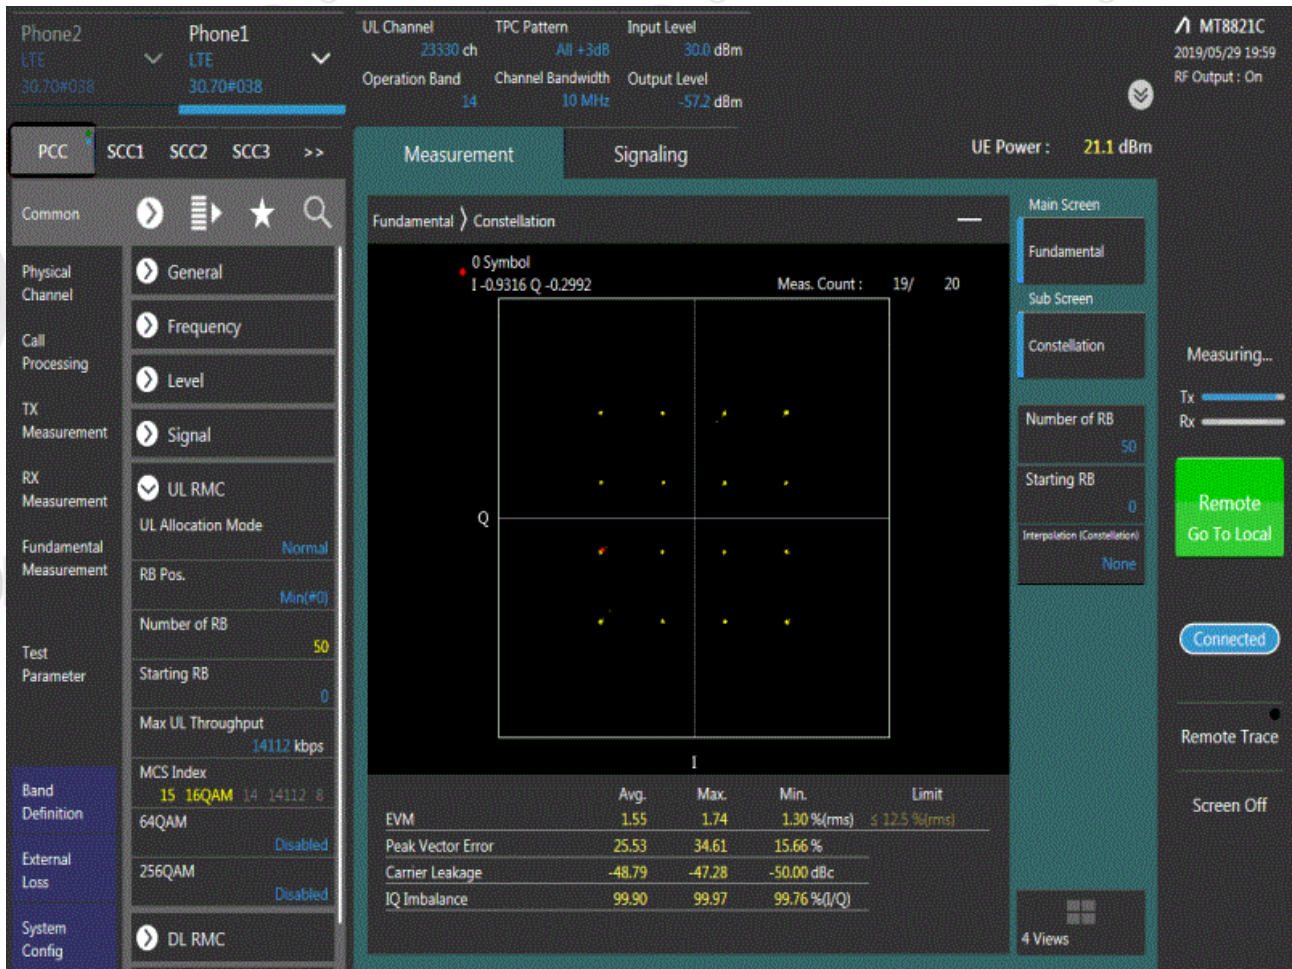 Phone2
LTE
30.70#038
Phone1
LTE
30.70#038
UL Channel
23330 ch
TPC Pattern
All +3dB
Input Level
30.0 dBm
Operation Band
14
Channel Bandwidth
10 MHz
Output Level
-57.2 dBm
MT8821C
2019/05/29 19:59
RF Output : On
PCC SCC1 SCC2 SCC3 >>
Measurement
Signaling
UE Power : 21.1 dBm
Common
Physical
Channel
Call
Processing
TX
Measurement
RX
Measurement
Fundamental
Measurement
Test
Parameter
Band
Definition
External
Loss
System
Config
General
Frequency
Level
Signal
UL RMC
UL Allocation Mode
Normal
RB Pos.
Min(#0)
Number of RB
50
Starting RB
0
Max UL Throughput
14112 kbps
MCS Index
15 16QAM 14 14112 8
64QAM
Disabled
256QAM
Disabled
DL RMC
Fundamental > Constellation
0 Symbol
I -0.9316 Q -0.2992
Meas. Count : 19/ 20
Q
I
Avg. Max. Min. Limit
EVM 1.55 1.74 1.30 %(rms) ≤ 12.5 %(rms)
Peak Vector Error 25.53 34.61 15.66 %
Carrier Leakage -48.79 -47.28 -50.00 dBc
IQ Imbalance 99.90 99.97 99.76 %(I/Q)
Main Screen
Fundamental
Sub Screen
Constellation
Number of RB
50
Starting RB
0
Interpolation (Constellation)
None
4 Views
Measuring...
Tx
Rx
Remote
Go To Local
Connected
Remote Trace
Screen Off